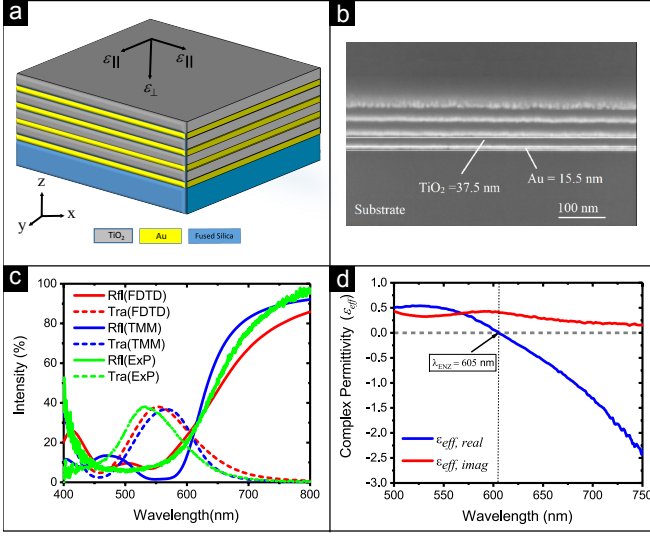 a
ε||
ε||
ε⊥
z
x
y
TiO2
Au
Fused Silica
b
TiO2 =37.5 nm
Au = 15.5 nm
Substrate
100 nm
c
Rfl(FDTD)
Tra(FDTD)
Rfl(TMM)
Tra(TMM)
Rfl(ExP)
Tra(ExP)
Intensity (%)
100
80
60
40
20
0
400 500 600 700 800
Wavelength(nm)
d
Complex Permittivity (εeff)
1.0
0.5
0.0
-0.5
-1.0
-1.5
-2.0
-2.5
-3.0
λENZ = 605 nm
εeff, real
εeff, imag
500 550 600 650 700 750
Wavelength (nm)